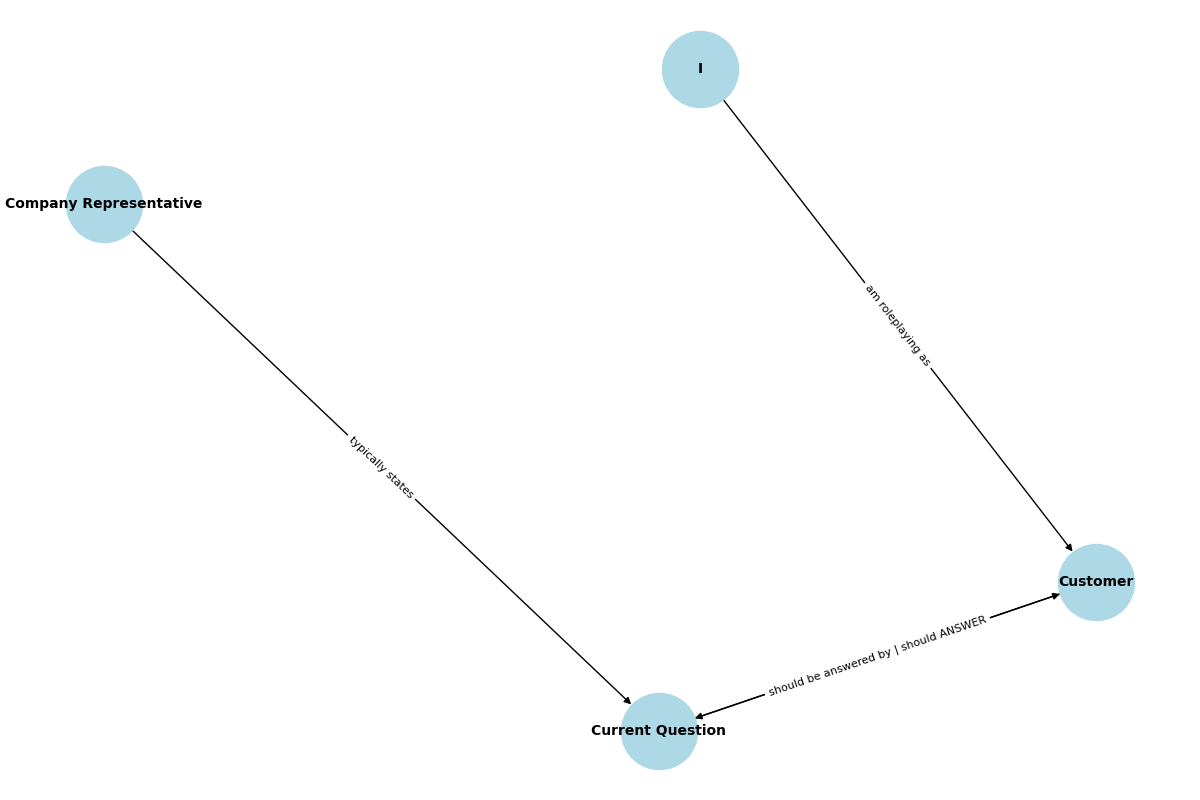 I
Company Representative
am roleplaying as
typically states
Customer
should be answered by | should ANSWER
Current Question